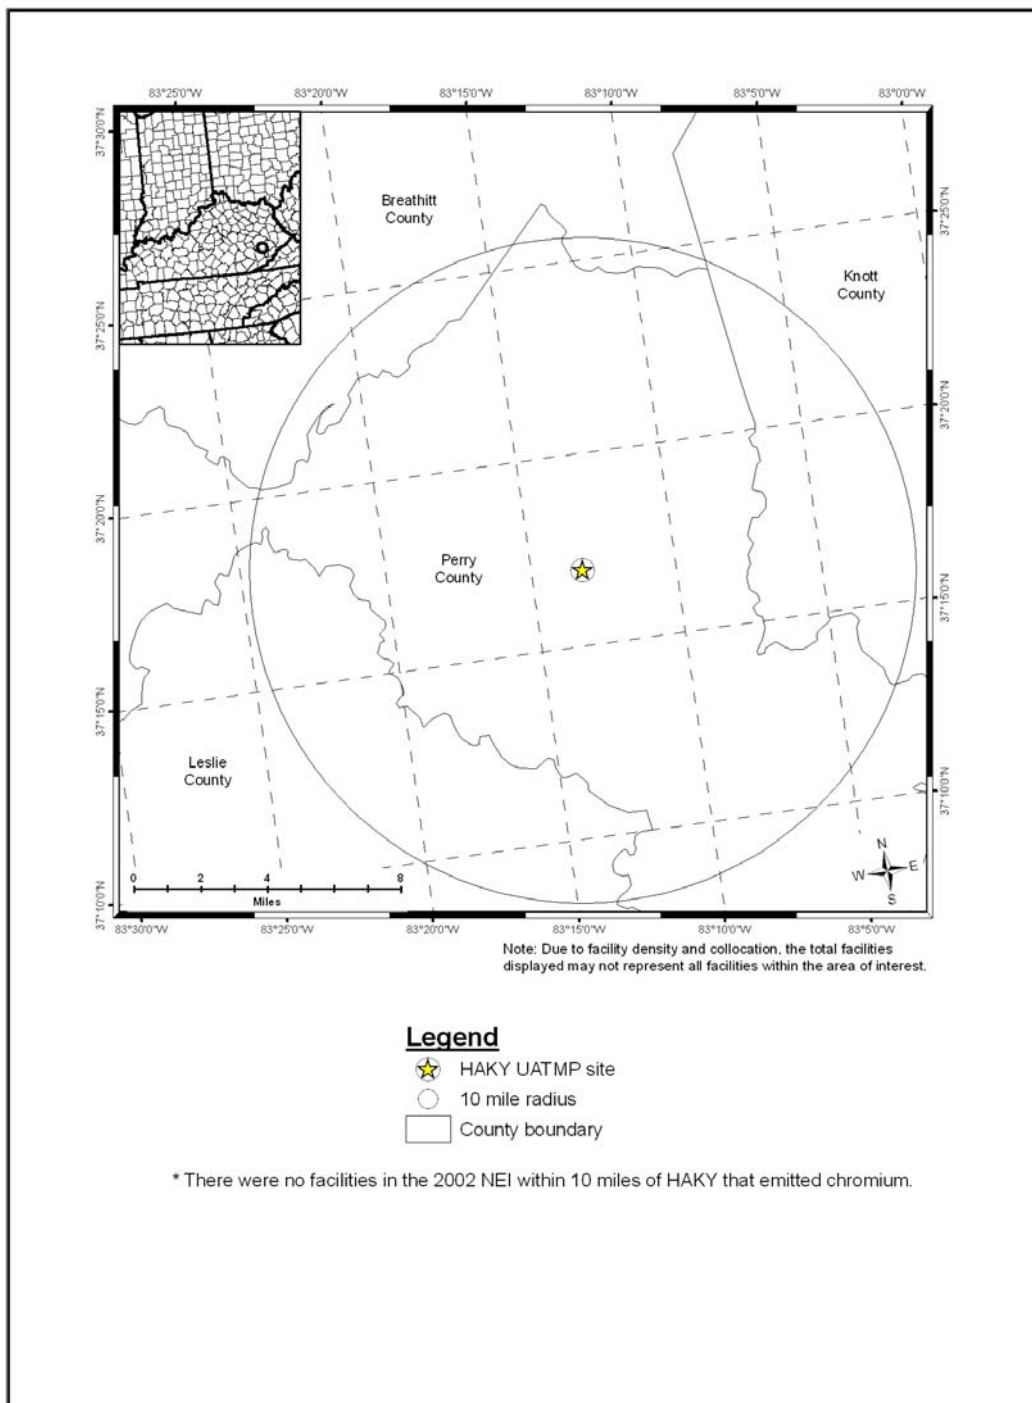 83°25'0"W 83°20'0"W 83°15'0"W 83°10'0"W 83°5'0"W 83°0'0"W
37°30'0"N
Breathitt
County
37°25'0"N
Knott
County
37°25'0"N
37°20'0"N
37°20'0"N
Perry
County
37°15'0"N
37°15'0"N
Leslie
County
37°10'0"N
N
W E
S
0 2 4 8
Miles
37°10'0"N
83°30'0"W 83°25'0"W 83°20'0"W 83°15'0"W 83°10'0"W 83°5'0"W
Note: Due to facility density and collocation, the total facilities
displayed may not represent all facilities within the area of interest.
Legend
HAKY UATMP site
10 mile radius
County boundary
* There were no facilities in the 2002 NEI within 10 miles of HAKY that emitted chromium.